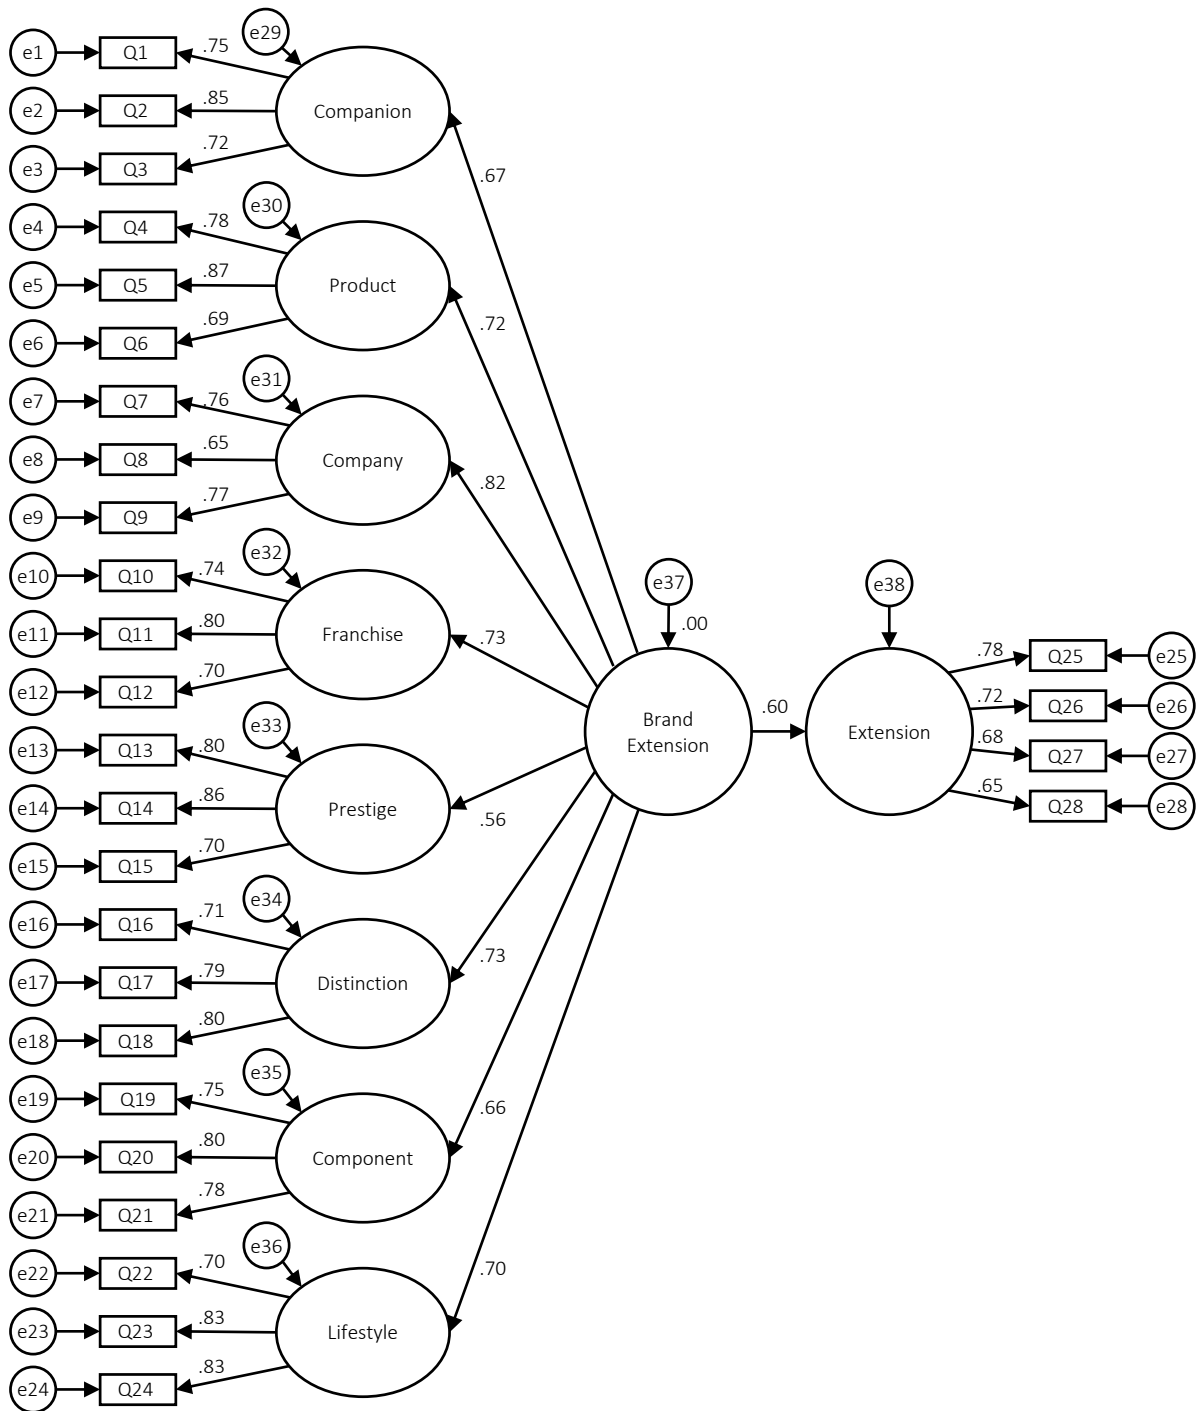 e29
e1
Q1
.75
e2
Q2
.85
Companion
e3
Q3
.72
.67
e30
e4
Q4
.78
e5
Q5
.87
Product
e6
Q6
.69
.72
e31
e7
Q7
.76
e8
Q8
.65
Company
.82
e9
Q9
.77
e32
e10
Q10
.74
e11
Q11
.80
Franchise
.73
e12
Q12
.70
e33
e13
Q13
.80
e14
Q14
.86
Prestige
.56
e15
Q15
.70
e34
e16
Q16
.71
e17
Q17
.79
Distinction
.73
e18
Q18
.80
e35
e19
Q19
.75
e20
Q20
.80
Component
.66
e21
Q21
.78
e36
e22
Q22
.70
.70
e23
Q23
.83
Lifestyle
e24
Q24
.83
e37
.00
Brand
Extension
.60
e38
Extension
.78
Q25
e25
.72
Q26
e26
.68
Q27
e27
.65
Q28
e28